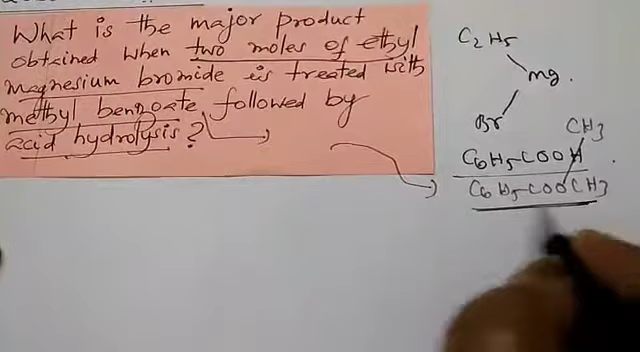 What is the major product
obtained when two moles of ethyl
magnesium bromide is treated with
methyl benzoate followed by
acid hydrolysis?
C2H5
Mg.
Br
CH3
C6H5-COOH
C6H5-COOCH3